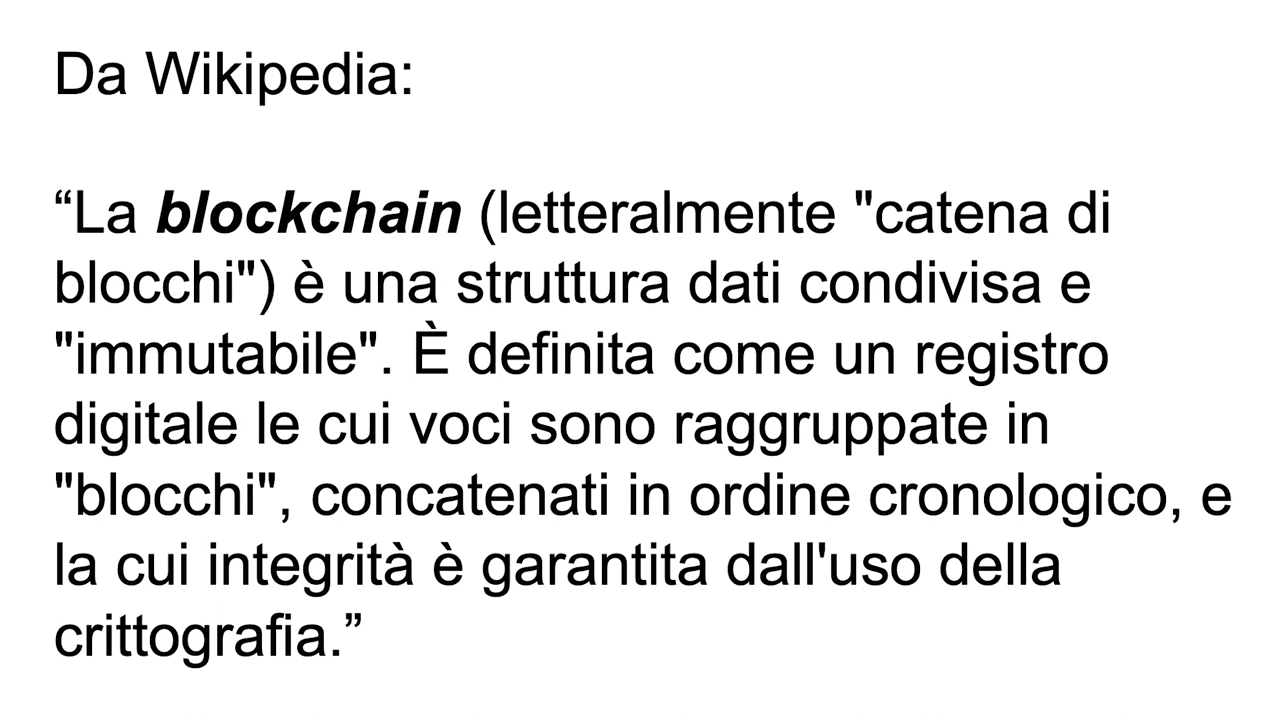 Da Wikipedia:
“La blockchain (letteralmente "catena di
blocchi") è una struttura dati condivisa e
"immutabile". È definita come un registro
digitale le cui voci sono raggruppate in
"blocchi", concatenati in ordine cronologico, e
la cui integrità è garantita dall'uso della
crittografia.”